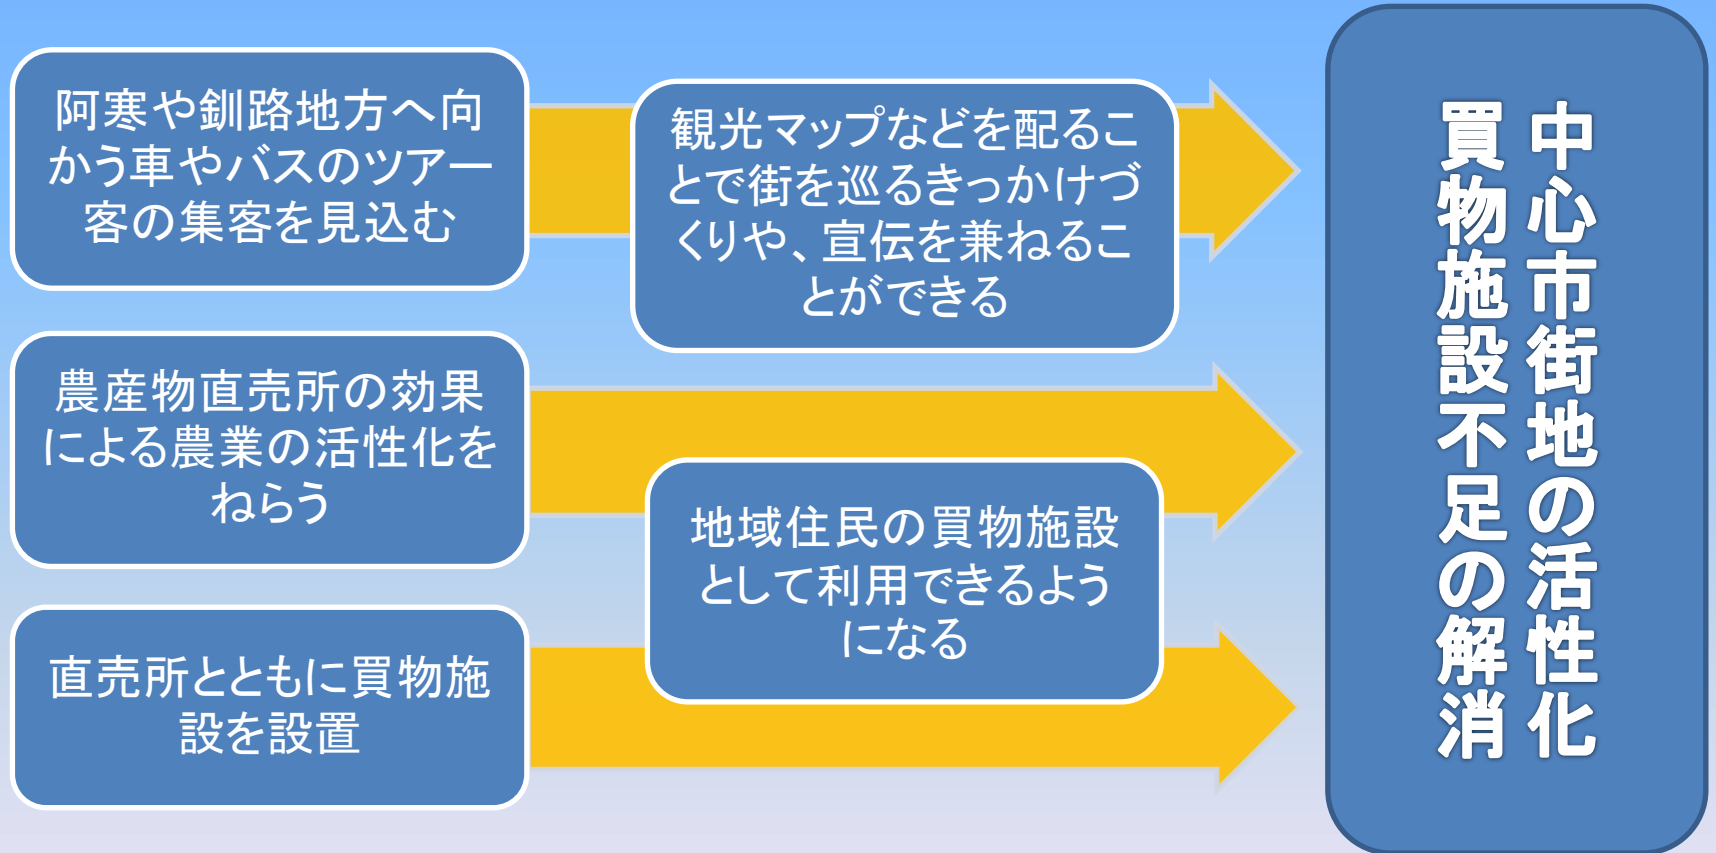 阿寒や釧路地方へ向
かう車やバスのツアー
客の集客を見込む
観光マップなどを配るこ
とで街を巡るきっかけづ
くりや、宣伝を兼ねるこ
とができる
農産物直売所の効果
による農業の活性化を
ねらう
地域住民の買物施設
として利用できるよう
になる
直売所とともに買物施
設を設置
中心市街地の活性化
買物施設不足の解消